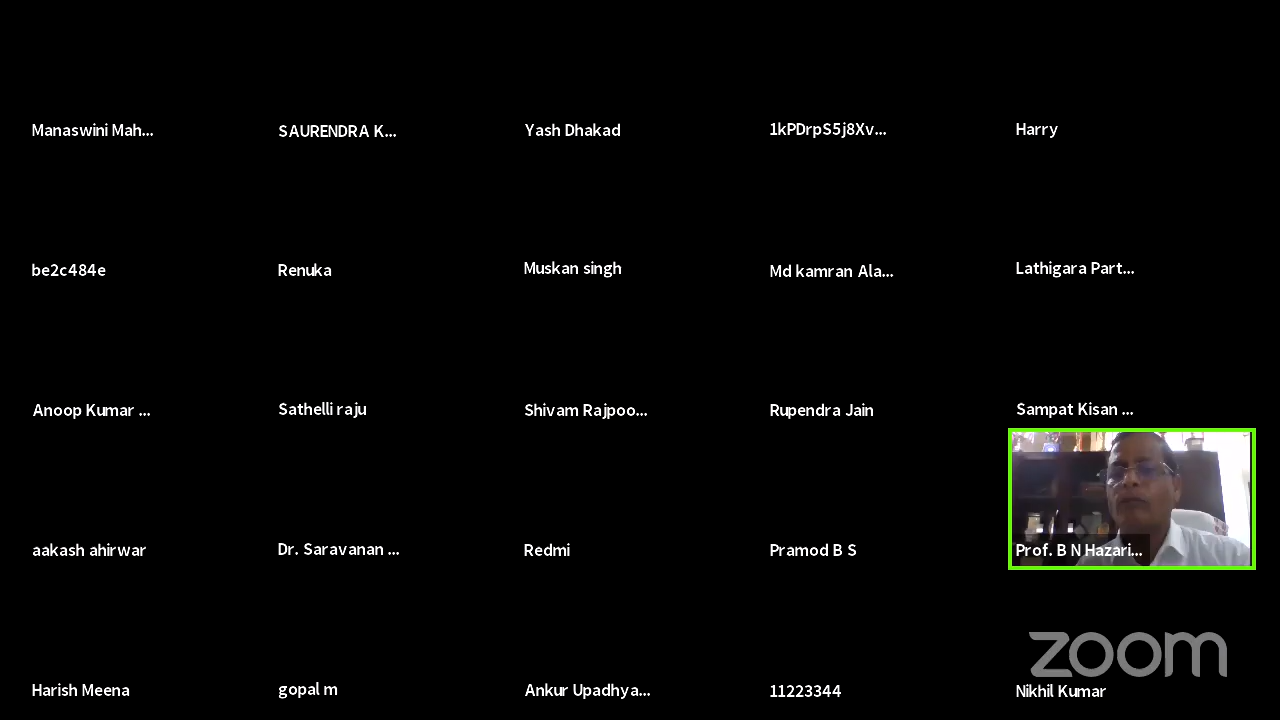 Manaswini Mah...
SAURENDRA K...
Yash Dhakad
1kPDrpS5j8Xv...
Harry
be2c484e
Renuka
Muskan singh
Md kamran Ala...
Lathigara Part...
Anoop Kumar ...
Sathelli raju
Shivam Rajpoo...
Rupendra Jain
Sampat Kisan ...
aakash ahirwar
Dr. Saravanan ...
Redmi
Pramod B S
Prof. B N Hazari...
zoom
Harish Meena
gopal m
Ankur Upadhya...
11223344
Nikhil Kumar